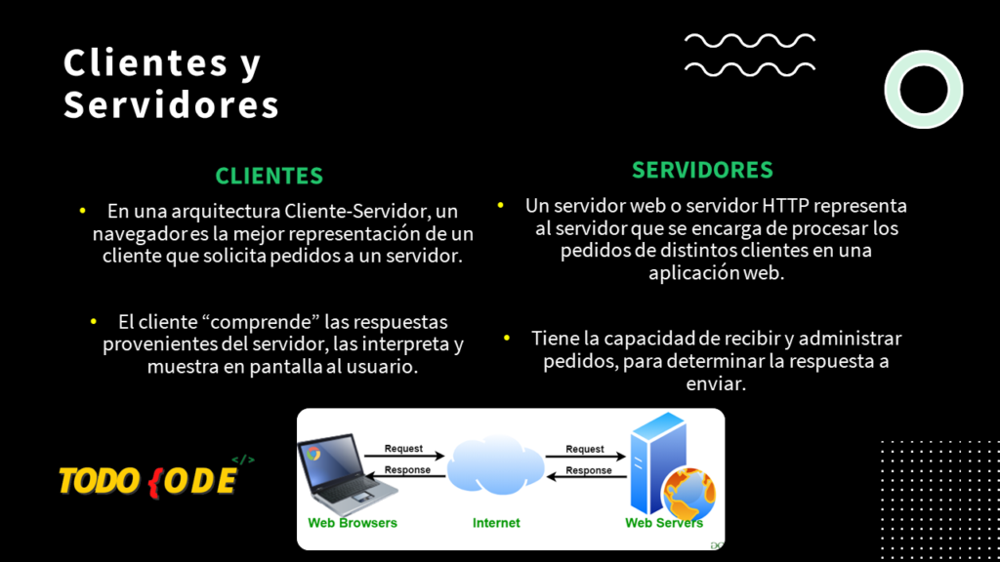 Clientes y
Servidores
CLIENTES
• En una arquitectura Cliente-Servidor, un
navegador es la mejor representación de un
cliente que solicita pedidos a un servidor.
• El cliente “comprende” las respuestas
provenientes del servidor, las interpreta y
muestra en pantalla al usuario.
SERVIDORES
• Un servidor web o servidor HTTP representa
al servidor que se encarga de procesar los
pedidos de distintos clientes en una
aplicación web.
• Tiene la capacidad de recibir y administrar
pedidos, para determinar la respuesta a
enviar.
Request
Response
Request
Response
Web Browsers
Internet
Web Servers
</>
TODO {ODE